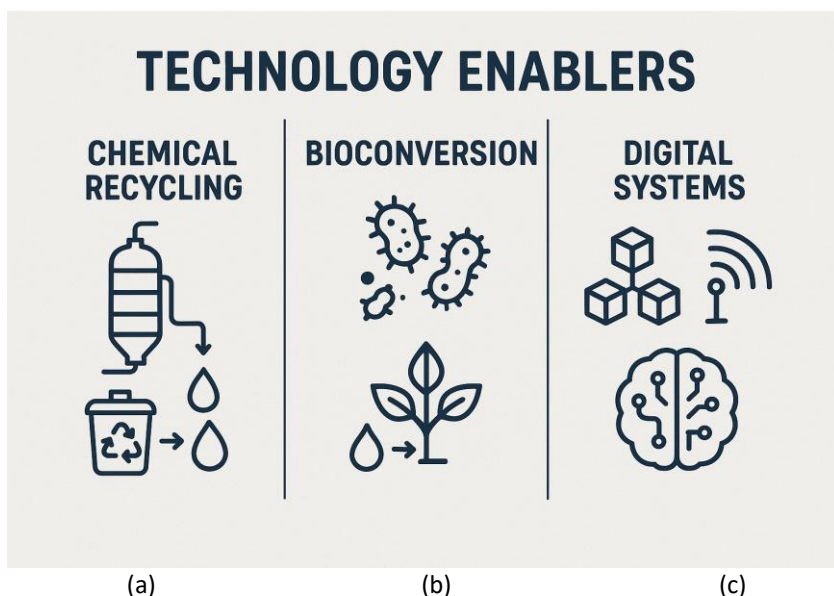 TECHNOLOGY ENABLERS
CHEMICAL
RECYCLING
BIOCONVERSION
DIGITAL
SYSTEMS
(a)
(b)
(c)